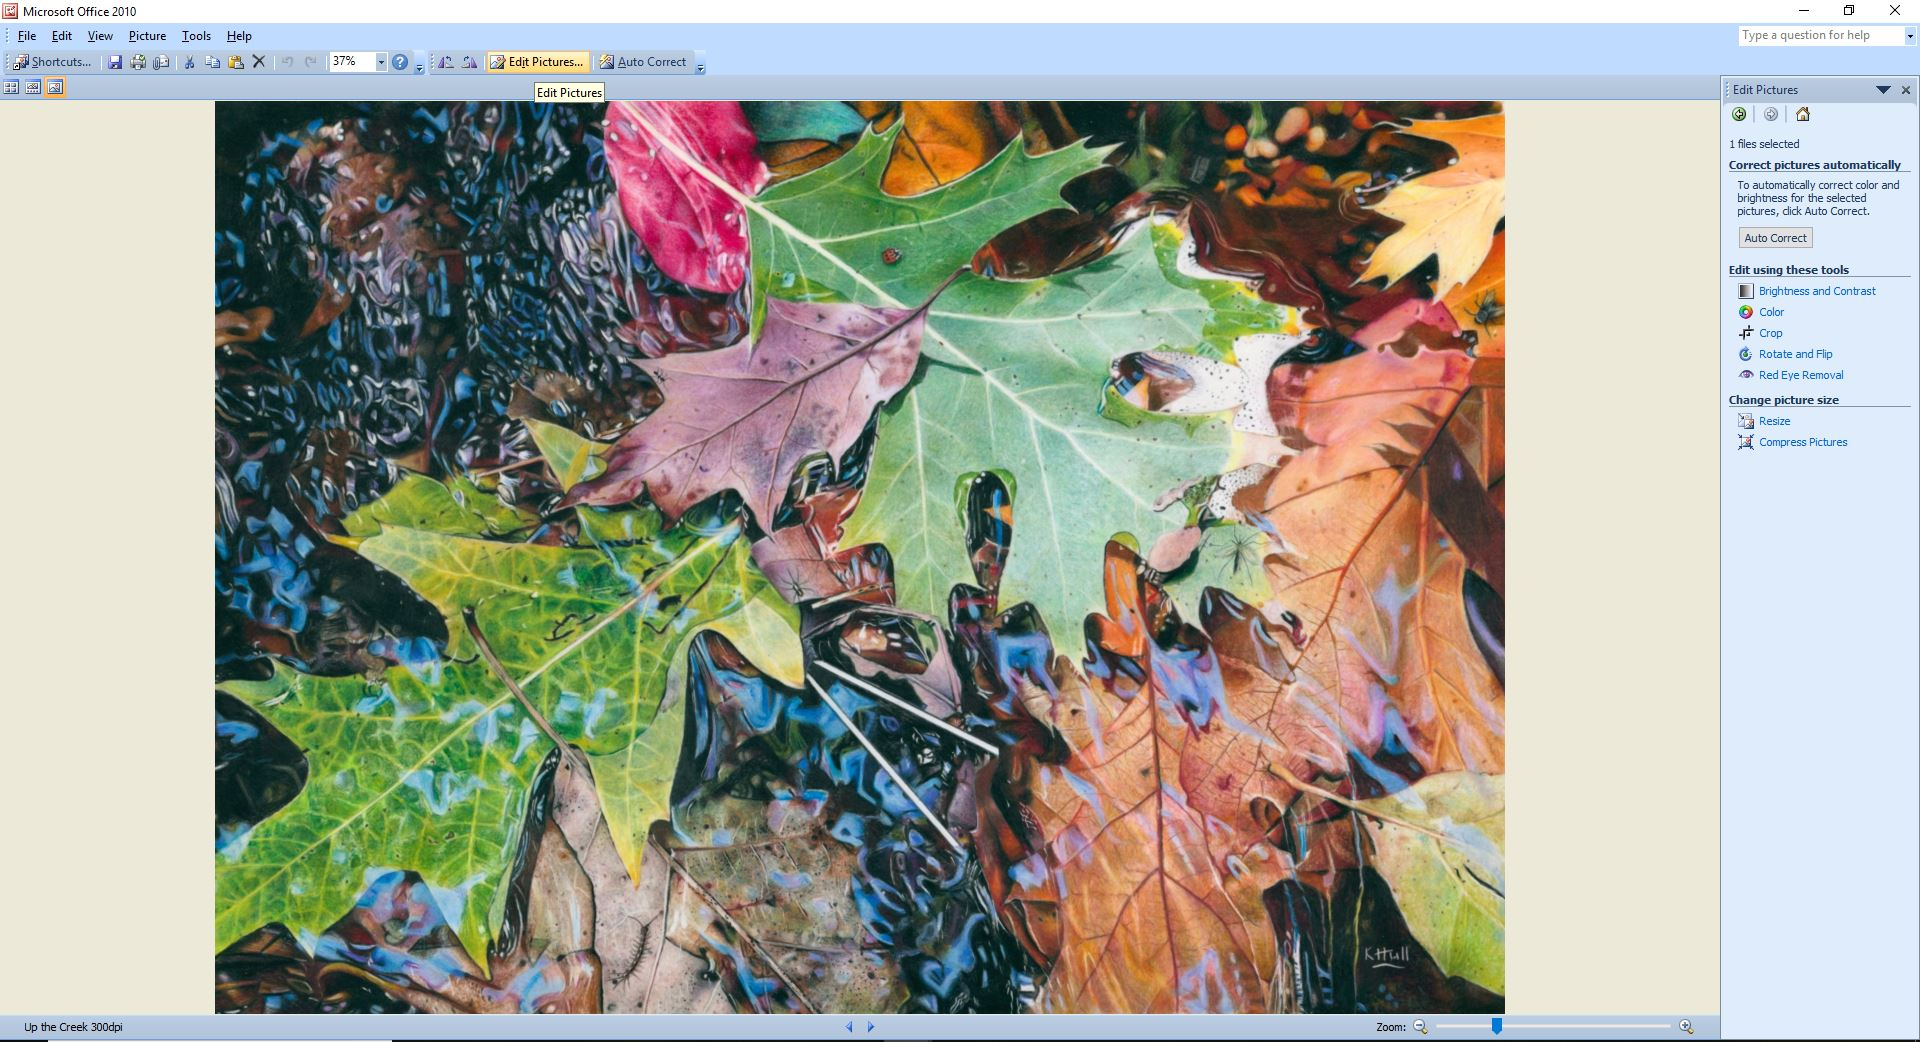 Microsoft Office 2010
File Edit View Picture Tools Help
Type a question for help
Shortcuts... 37% Edit Pictures... Auto Correct
Edit Pictures
Edit Pictures
1 files selected
Correct pictures automatically
To automatically correct color and
brightness for the selected
pictures, click Auto Correct.
Auto Correct
Edit using these tools
Brightness and Contrast
Color
Crop
Rotate and Flip
Red Eye Removal
Change picture size
Resize
Compress Pictures
KHull
Up the Creek 300dpi
Zoom: